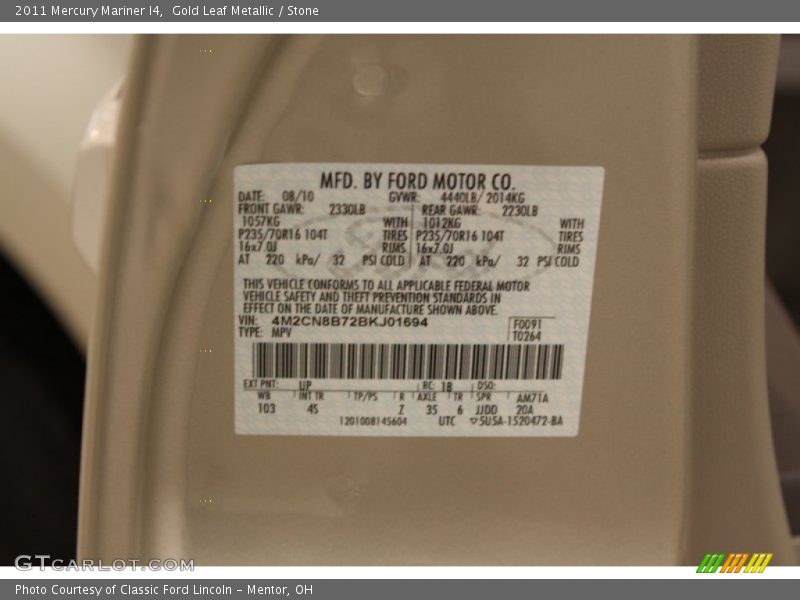 2011 Mercury Mariner I4, Gold Leaf Metallic / Stone
MFD. BY FORD MOTOR CO.
DATE: 08/10 GVWR: 4440LB/ 2014KG
FRONT GAWR: 2330LB REAR GAWR: 2230LB
1057KG WITH 1012KG WITH
P235/70R16 104T TIRES P235/70R16 104T TIRES
16x7.0J RIMS 16x7.0J RIMS
AT 220 kPa/ 32 PSI COLD AT 220 kPa/ 32 PSI COLD
THIS VEHICLE CONFORMS TO ALL APPLICABLE FEDERAL MOTOR
VEHICLE SAFETY AND THEFT PREVENTION STANDARDS IN
EFFECT ON THE DATE OF MANUFACTURE SHOWN ABOVE.
VIN: 4M2CN8B72BKJ01694 F0091
TYPE: MPV T0264
EXT PNT: UP RC: 18 DSO:
WB INT TR TP/PS R AXLE TR SPR AM71A
103 4S Z 35 6 JJDD 20A
1201008145604 UTC ▽5U5A-1520472-BA
GTCARLOT.COM
Photo Courtesy of Classic Ford Lincoln - Mentor, OH